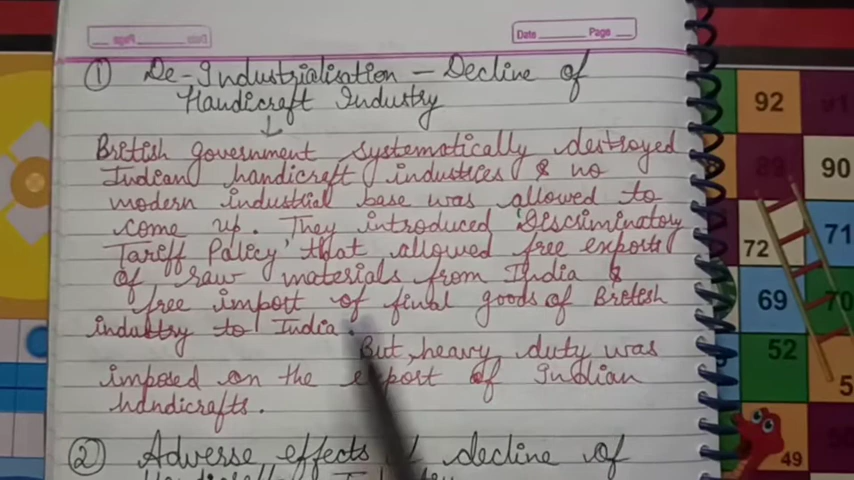 Date Page
① De-Industrialisation - Decline of
Handicraft Industry
↓
British government systematically destroyed
Indian handicraft industries & no
modern industrial base was allowed to
come up. They introduced 'Discriminatory
Tariff Policy' that allowed free export
of raw materials from India &
free import of final goods of British
industry to India.
But, heavy duty was
imposed on the export of Indian
handicrafts.
② Adverse effects of decline of
92
90
72
71
69
70
52
49